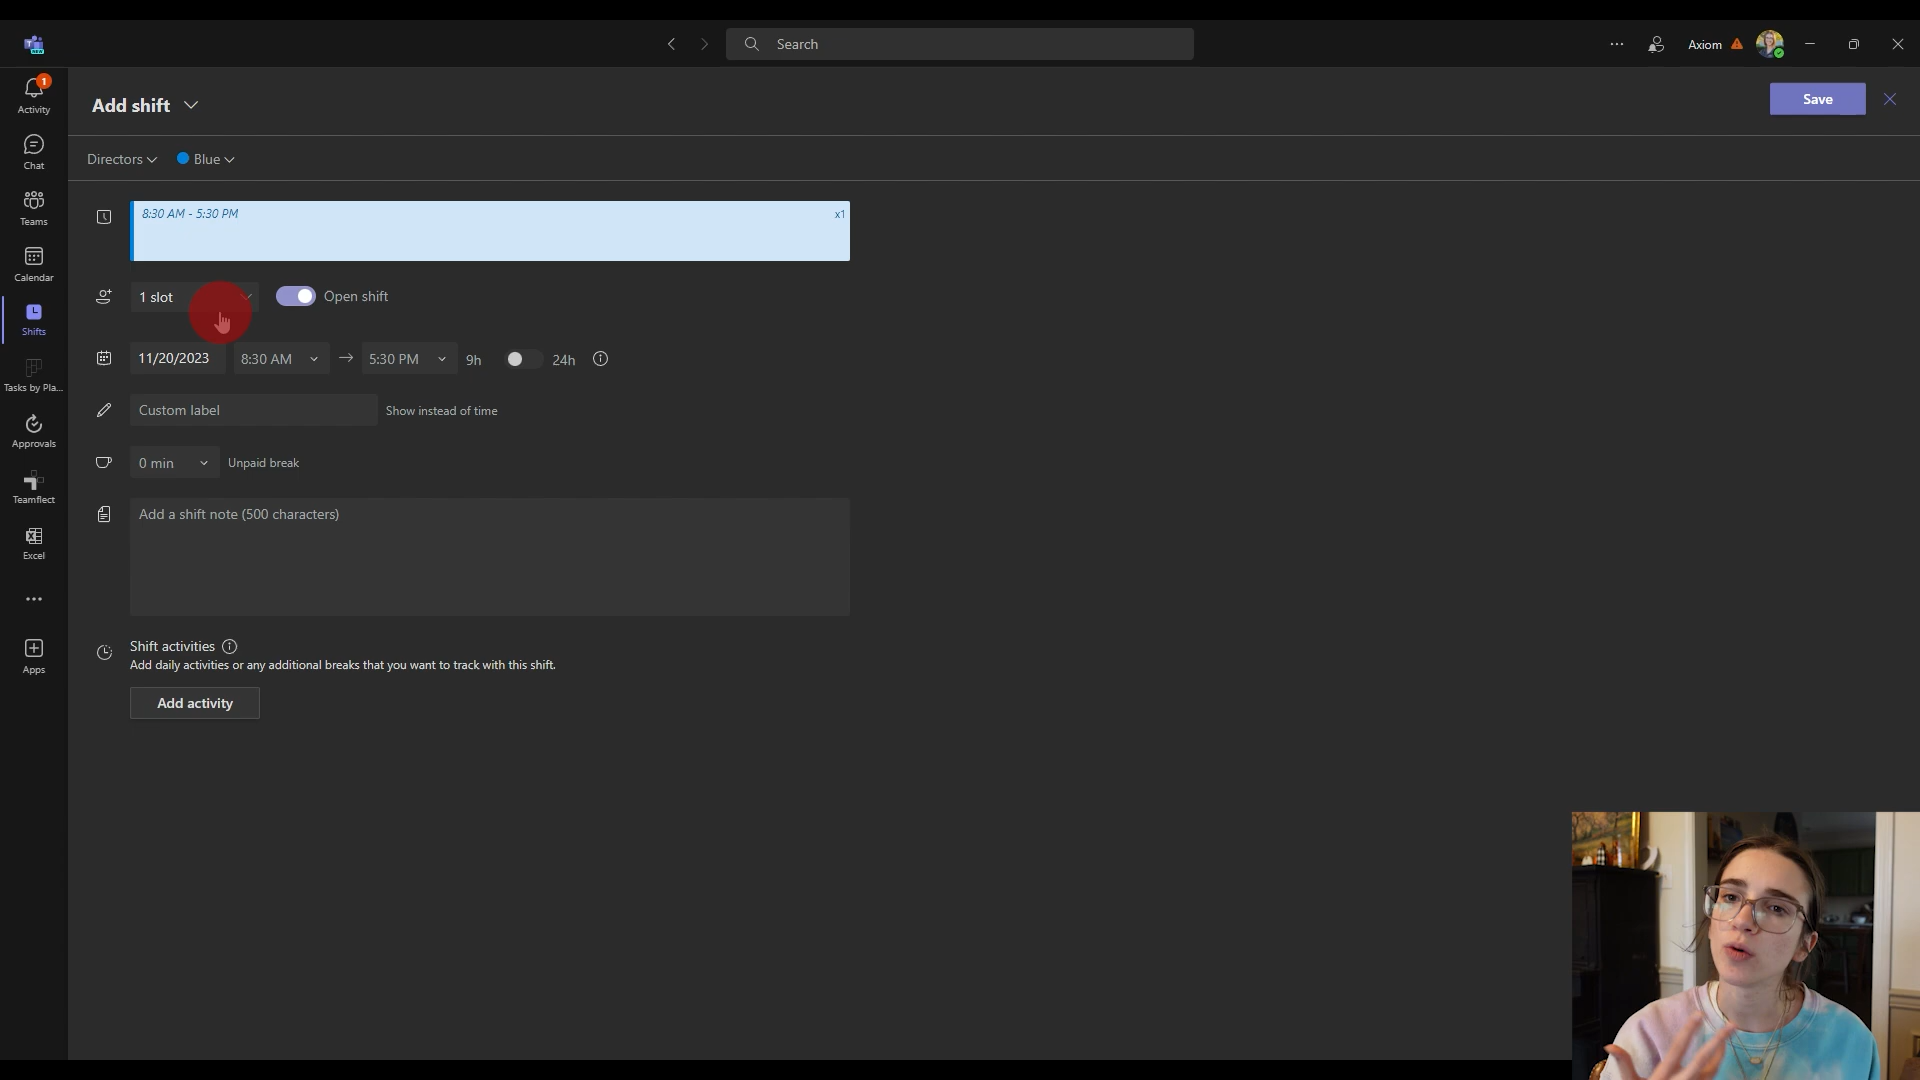 Search
Axiom
1
Activity
Chat
Teams
Calendar
Shifts
Tasks by Pla...
Approvals
Teamflect
Excel
Apps
Add shift
Save
Directors
Blue
8:30 AM - 5:30 PM
x1
1 slot
Open shift
11/20/2023
8:30 AM
5:30 PM
9h
24h
Custom label
Show instead of time
0 min
Unpaid break
Add a shift note (500 characters)
Shift activities
Add daily activities or any additional breaks that you want to track with this shift.
Add activity